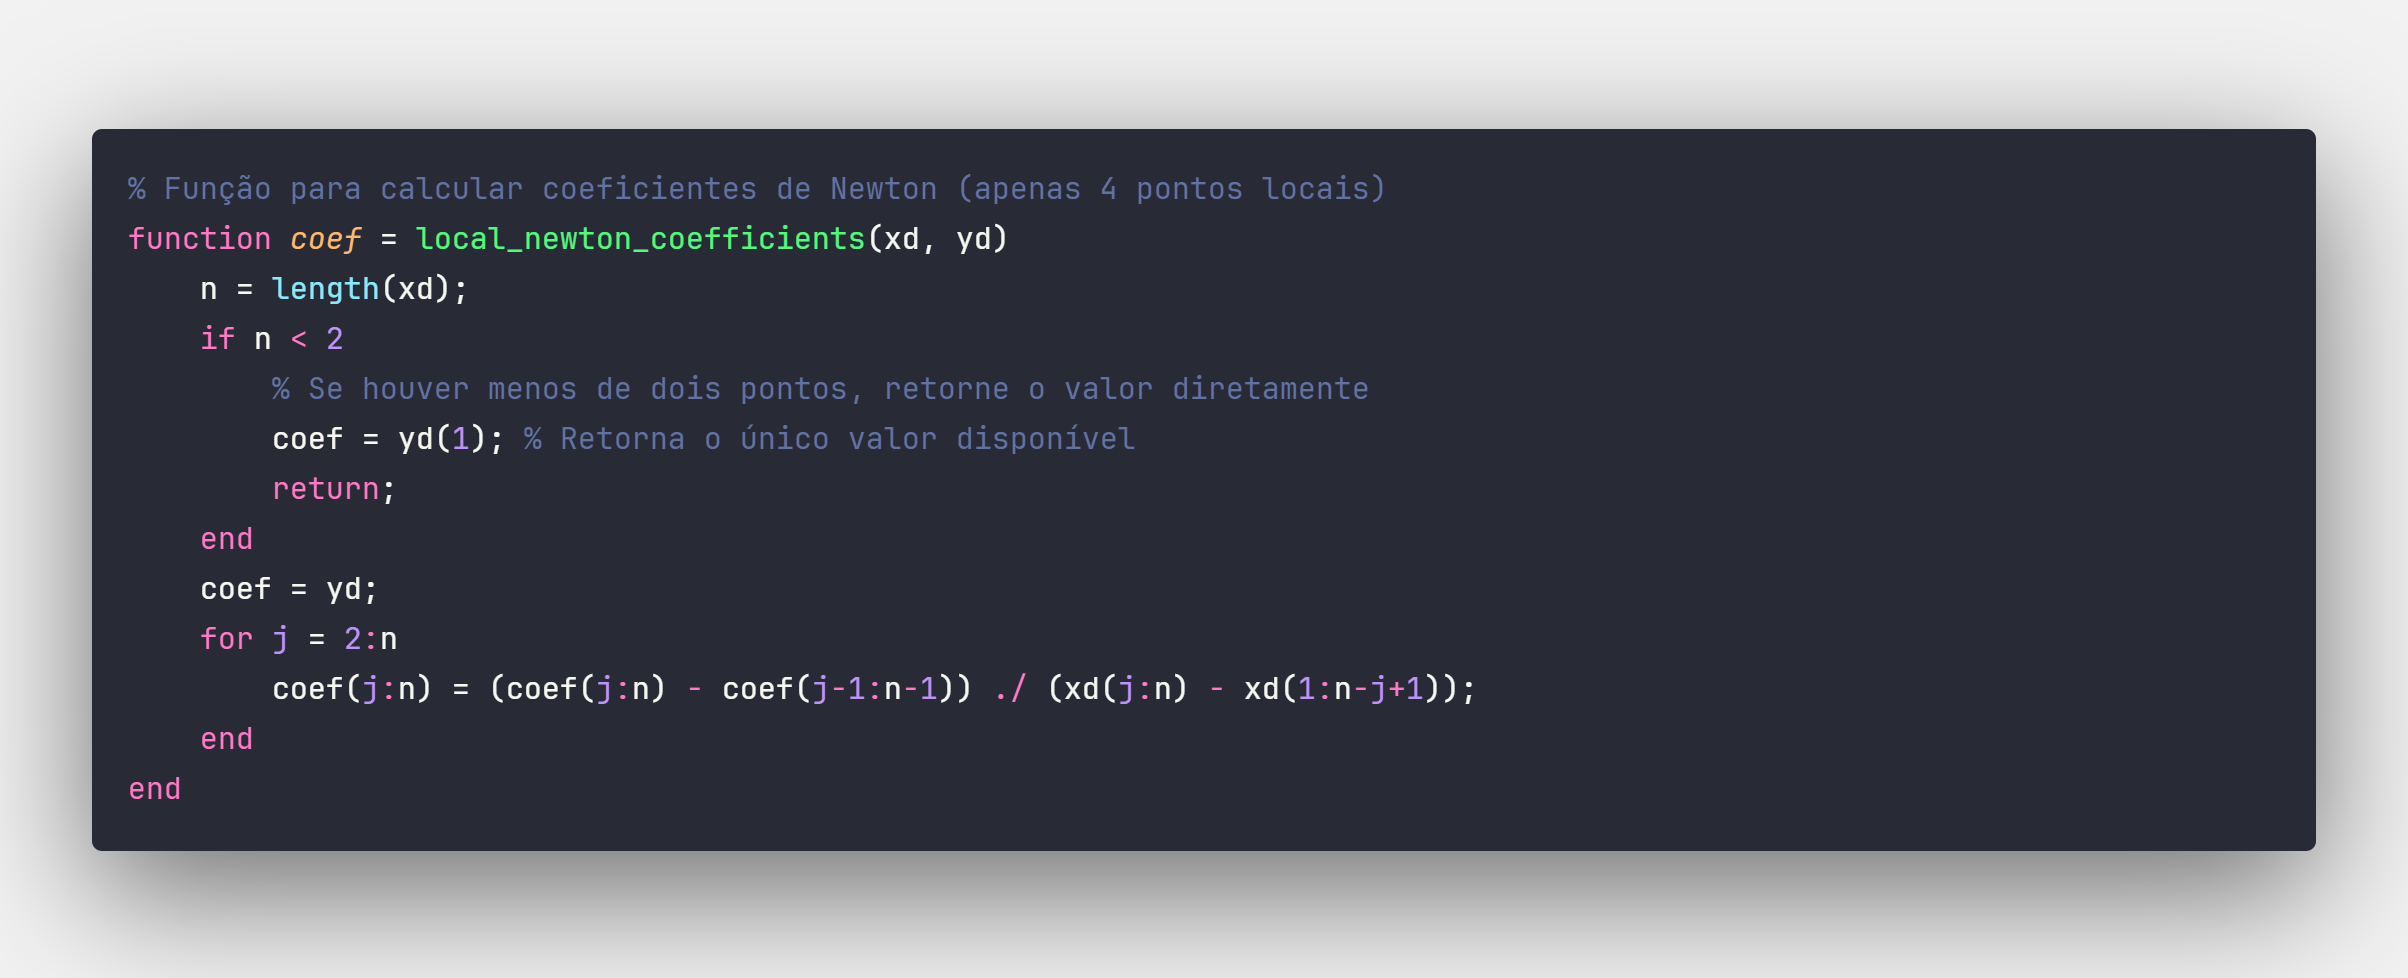 % Função para calcular coeficientes de Newton (apenas 4 pontos locais)
function coef = local_newton_coefficients(xd, yd)
    n = length(xd);
    if n < 2
        % Se houver menos de dois pontos, retorne o valor diretamente
        coef = yd(1); % Retorna o único valor disponível
        return;
    end
    coef = yd;
    for j = 2:n
        coef(j:n) = (coef(j:n) - coef(j-1:n-1)) ./ (xd(j:n) - xd(1:n-j+1));
    end
end